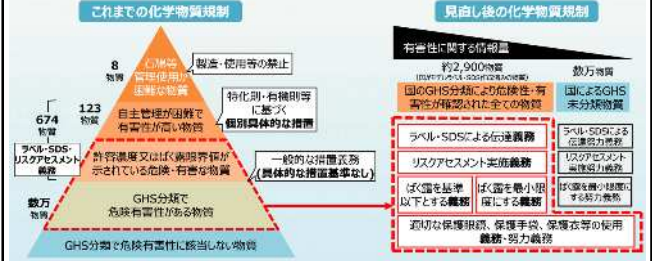 これまでの化学物質規制
8
物質
石綿等
管理使用が
困難な物質
製造・使用等の禁止
674
物質
123
物質
自主管理が困難で
有害性が高い物質
特化則・有機則等
に基づく
個別具体的な措置
ラベル・SDS・
リスクアセスメント
義務
許容濃度又はばく露限界値が
示されている危険・有害な物質
一般的な措置義務
(具体的な措置基準なし)
数万
物質
GHS分類で
危険有害性がある物質
GHS分類で危険有害性に該当しない物質
見直し後の化学物質規制
有害性に関する情報量
約2,900物質
数万物質
国のGHS分類により危険性・有
害性が確認された全ての物質
国によるGHS
未分類物質
ラベル・SDSによる伝達義務
ラベル・SDSによる
伝達努力義務
リスクアセスメント実施義務
リスクアセスメント
実施努力義務
ばく露を基準
以下とする義務
ばく露を最小限
度にする義務
ばく露を最小限度に
する努力義務
適切な保護眼鏡、保護手袋、保護衣等の使用
義務・努力義務